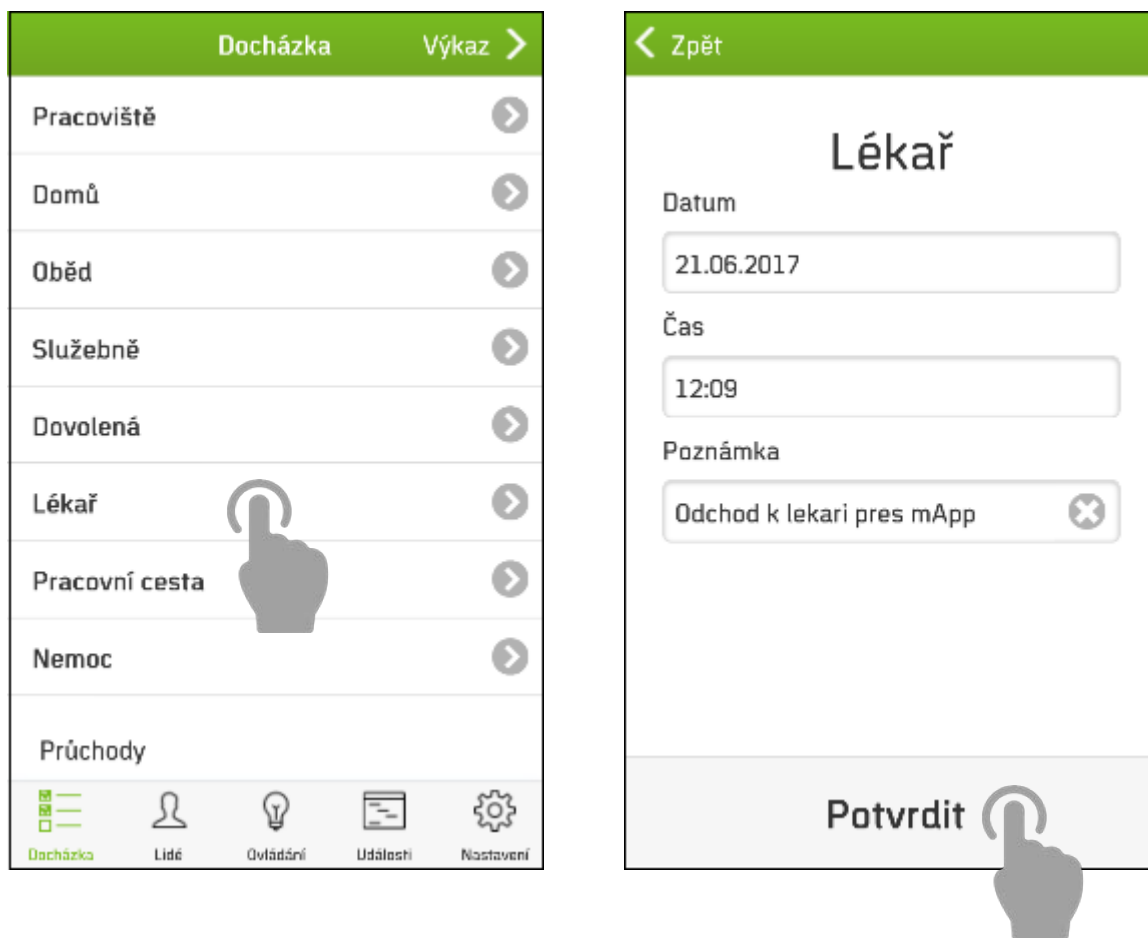 Docházka
Výkaz
Pracoviště
Domů
Oběd
Služebně
Dovolená
Lékař
Pracovní cesta
Nemoc
Průchody
Docházka
Lidé
Ovládání
Události
Nastavení
Zpět
Lékař
Datum
21.06.2017
Čas
12:09
Poznámka
Odchod k lekari pres mApp
Potvrdit